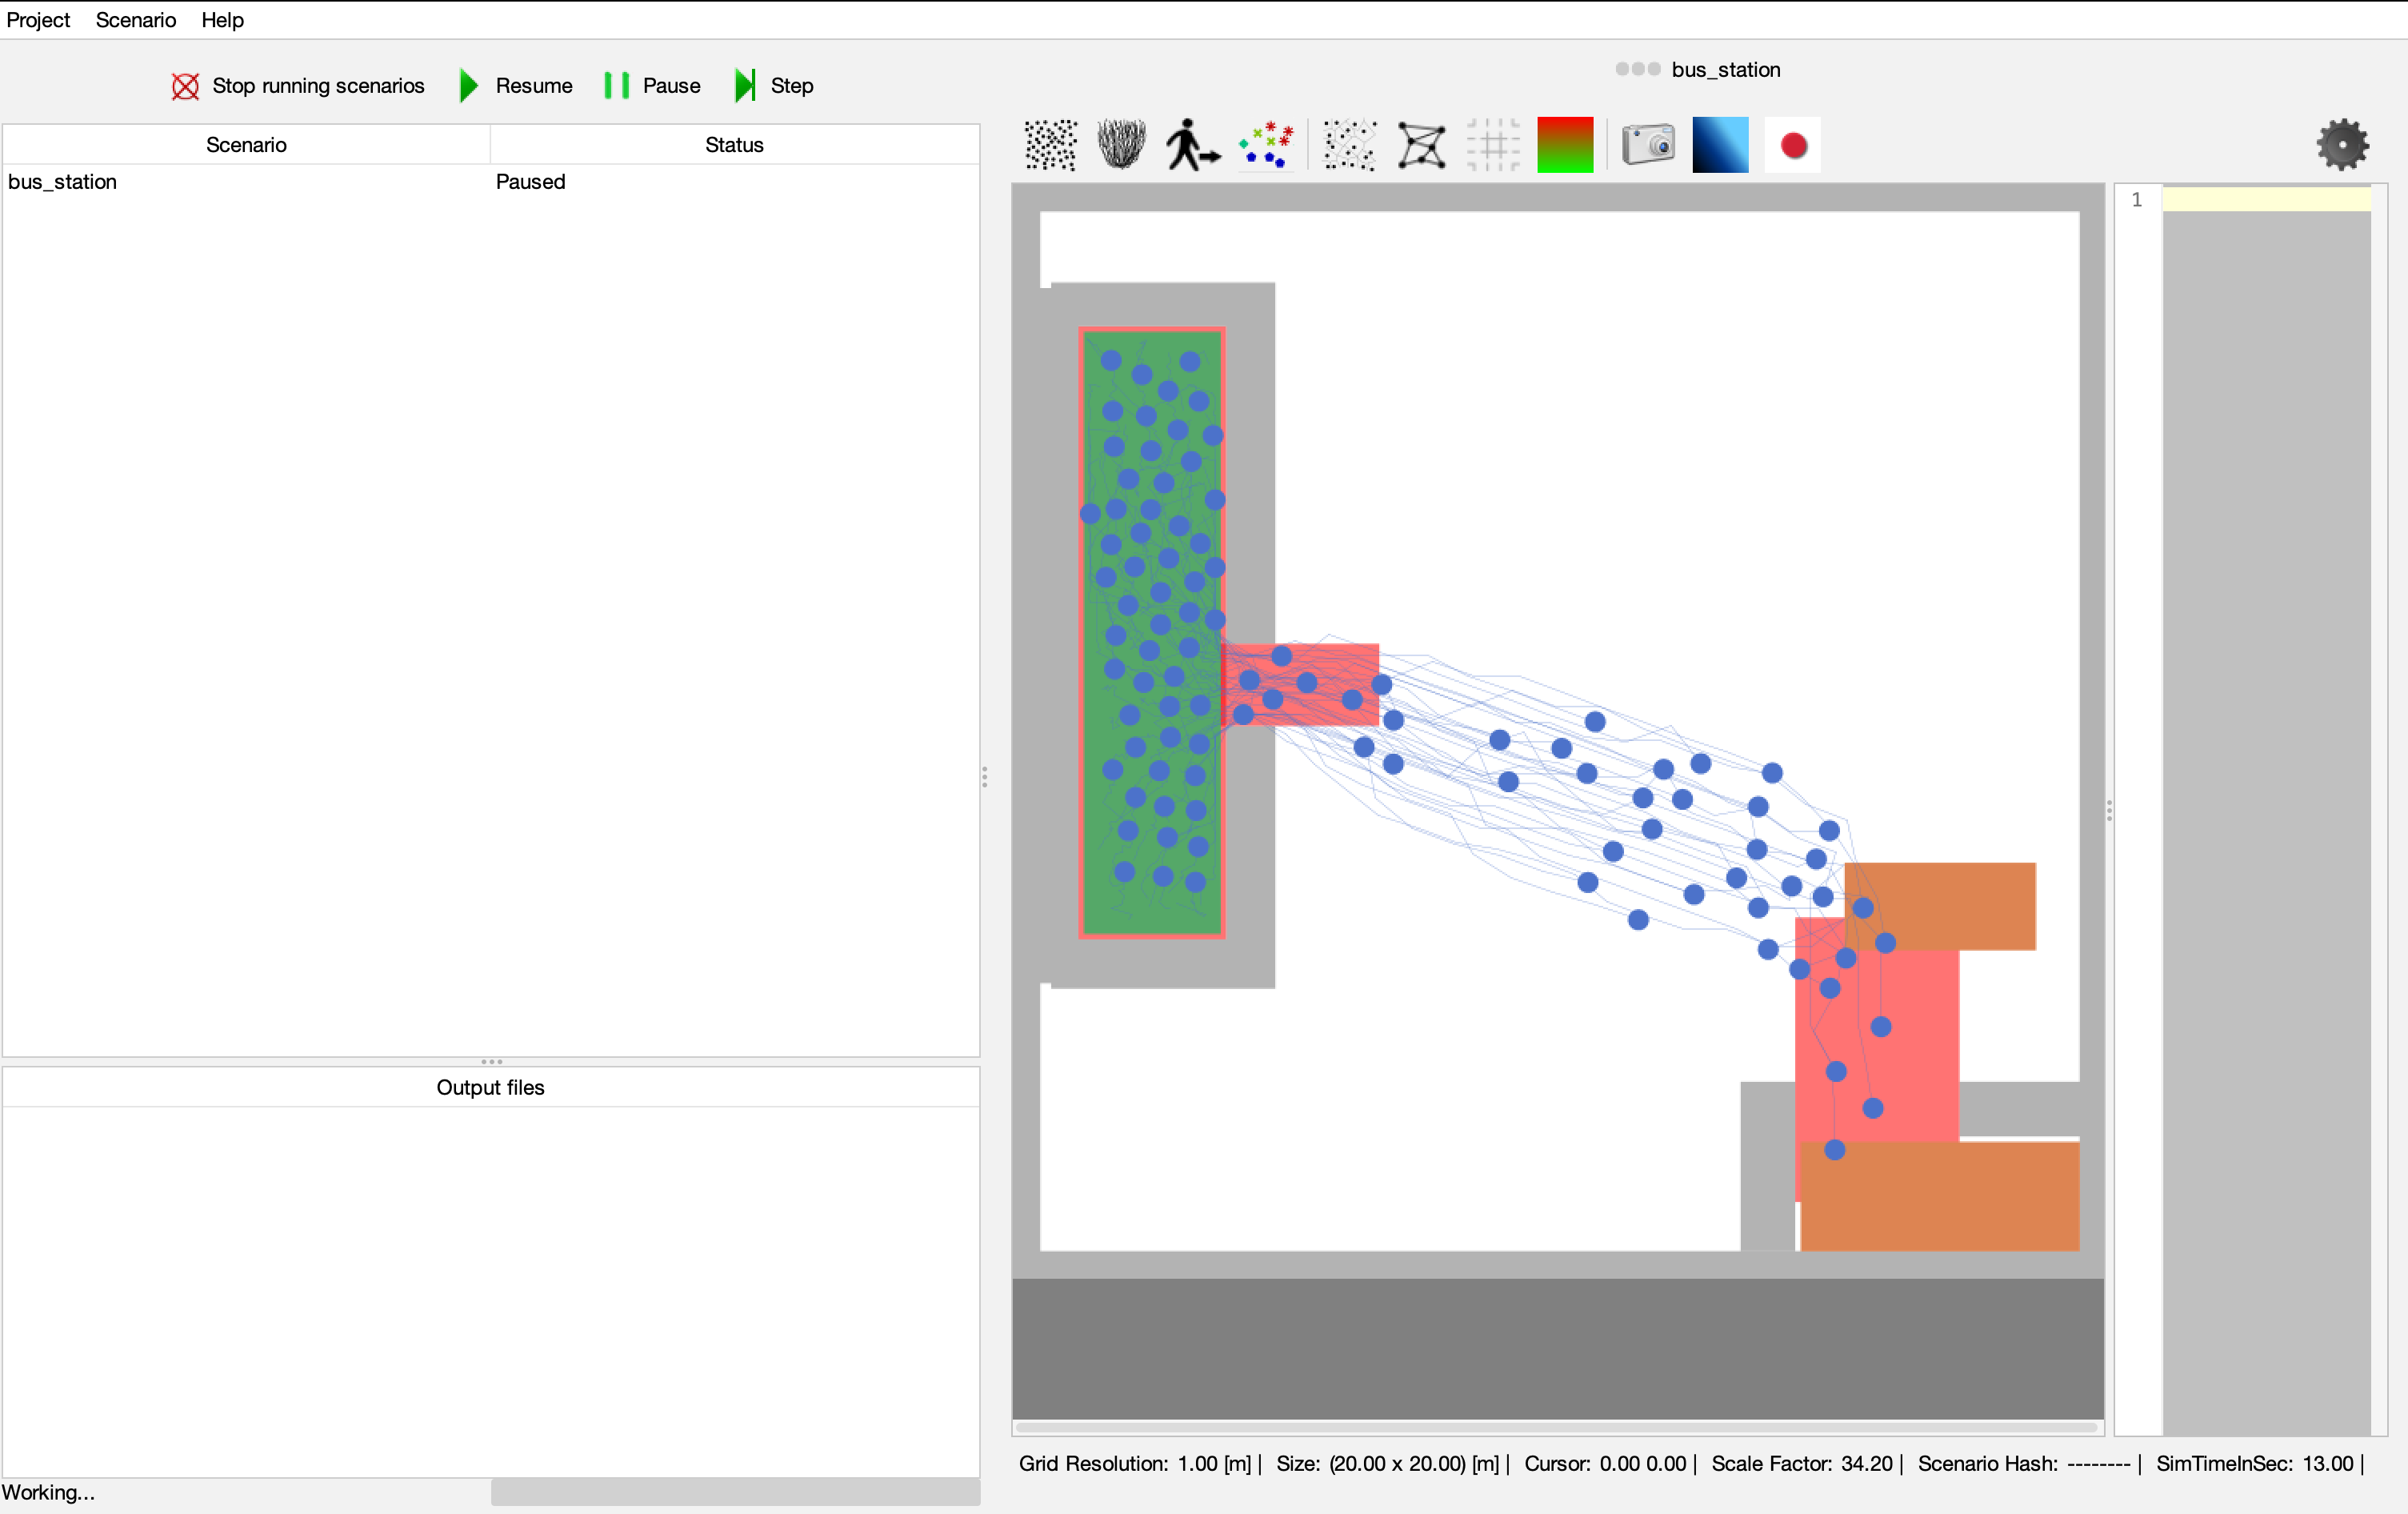 Project Scenario Help
bus_station
Stop running scenarios Resume Pause Step
Scenario Status
bus_station Paused
1
Output files
Grid Resolution: 1.00 [m] | Size: (20.00 x 20.00) [m] | Cursor: 0.00 0.00 | Scale Factor: 34.20 | Scenario Hash: -------- | SimTimeInSec: 13.00 |
Working...